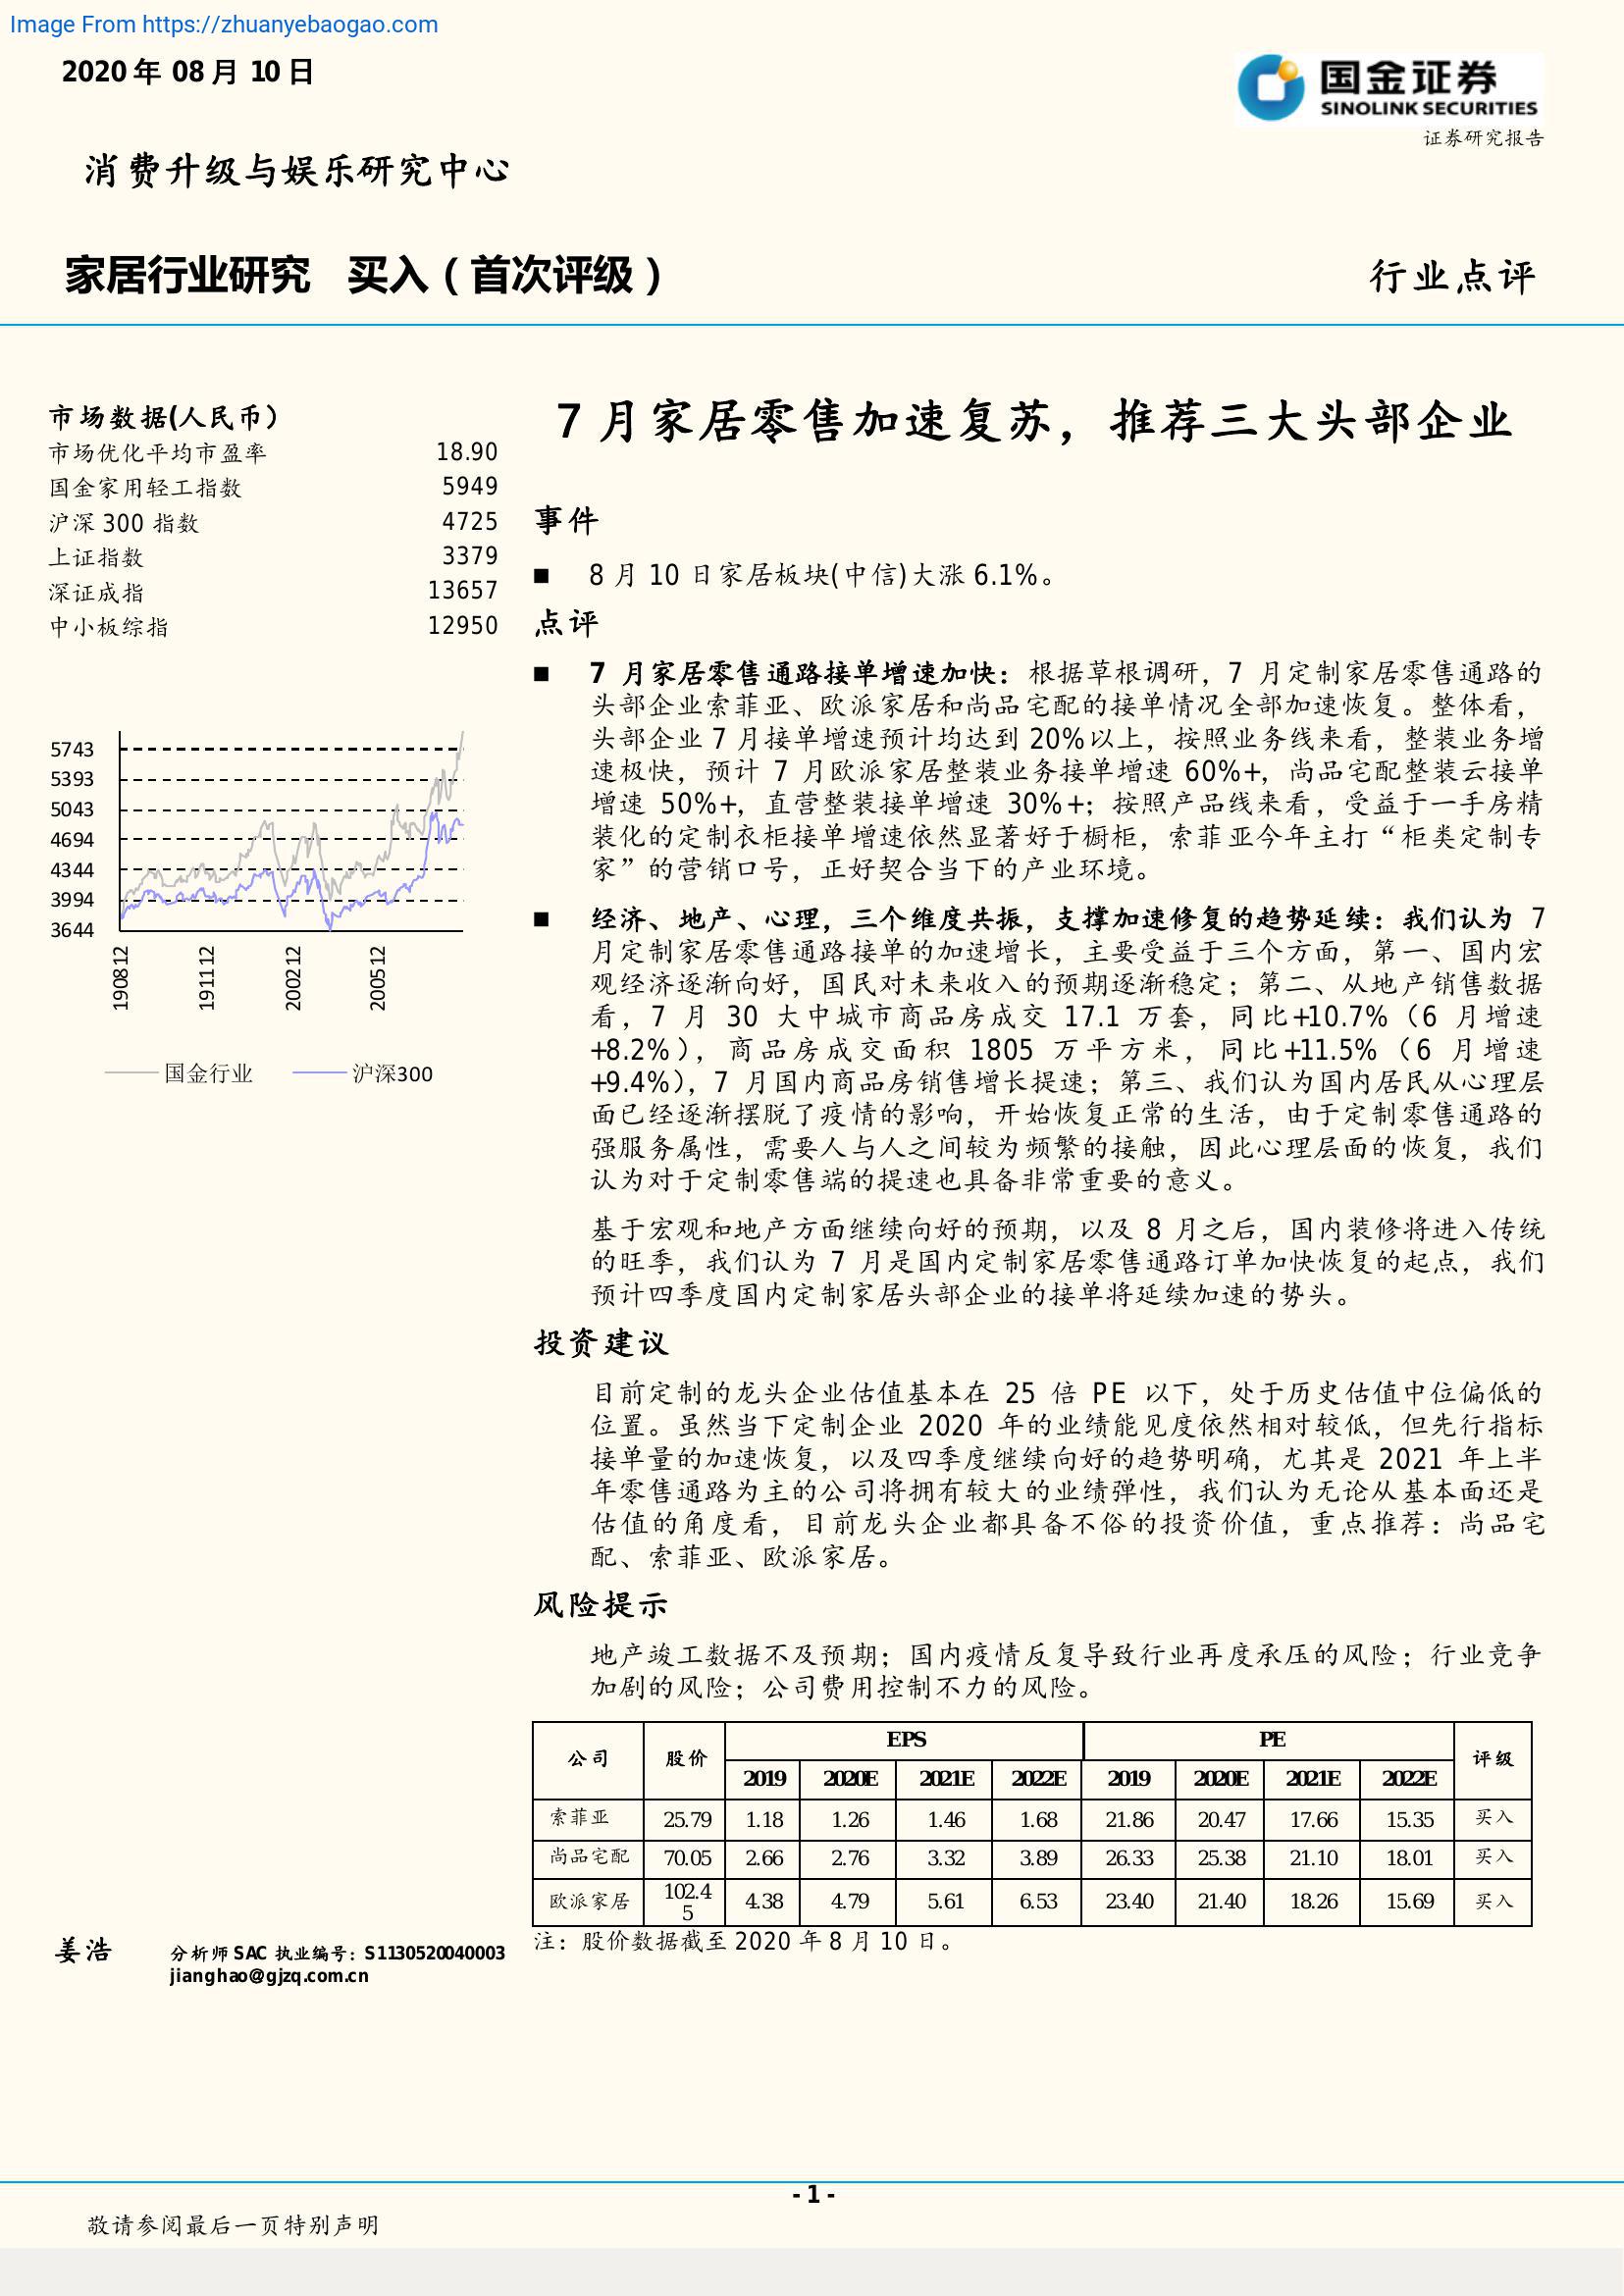 Image From https://zhuanyebaogao.com
2020 年 08 月 10 日
国金证券
SINOLINK SECURITIES
证券研究报告
消费升级与娱乐研究中心
家居行业研究 买入（首次评级）
行业点评
市场数据(人民币）
市场优化平均市盈率 18.90
国金家用轻工指数 5949
沪深 300 指数 4725
上证指数 3379
深证成指 13657
中小板综指 12950
5743
5393
5043
4694
4344
3994
3644
190812
191112
200212
200512
国金行业 沪深300
7 月家居零售加速复苏，推荐三大头部企业
事件
■ 8 月 10 日家居板块(中信)大涨 6.1%。
点评
■ 7 月家居零售通路接单增速加快：根据草根调研，7 月定制家居零售通路的
头部企业索菲亚、欧派家居和尚品宅配的接单情况全部加速恢复。整体看，
头部企业 7 月接单增速预计均达到 20%以上，按照业务线来看，整装业务增
速极快，预计 7 月欧派家居整装业务接单增速 60%+，尚品宅配整装云接单
增速 50%+，直营整装接单增速 30%+；按照产品线来看，受益于一手房精
装化的定制衣柜接单增速依然显著好于橱柜，索菲亚今年主打“柜类定制专
家”的营销口号，正好契合当下的产业环境。
■ 经济、地产、心理，三个维度共振，支撑加速修复的趋势延续：我们认为 7
月定制家居零售通路接单的加速增长，主要受益于三个方面，第一、国内宏
观经济逐渐向好，国民对未来收入的预期逐渐稳定；第二、从地产销售数据
看，7 月 30 大中城市商品房成交 17.1 万套，同比+10.7%（6 月增速
+8.2%），商品房成交面积 1805 万平方米，同比+11.5%（6 月增速
+9.4%），7 月国内商品房销售增长提速；第三、我们认为国内居民从心理层
面已经逐渐摆脱了疫情的影响，开始恢复正常的生活，由于定制零售通路的
强服务属性，需要人与人之间较为频繁的接触，因此心理层面的恢复，我们
认为对于定制零售端的提速也具备非常重要的意义。
基于宏观和地产方面继续向好的预期，以及 8 月之后，国内装修将进入传统
的旺季，我们认为 7 月是国内定制家居零售通路订单加快恢复的起点，我们
预计四季度国内定制家居头部企业的接单将延续加速的势头。
投资建议
目前定制的龙头企业估值基本在 25 倍 PE 以下，处于历史估值中位偏低的
位置。虽然当下定制企业 2020 年的业绩能见度依然相对较低，但先行指标
接单量的加速恢复，以及四季度继续向好的趋势明确，尤其是 2021 年上半
年零售通路为主的公司将拥有较大的业绩弹性，我们认为无论从基本面还是
估值的角度看，目前龙头企业都具备不俗的投资价值，重点推荐：尚品宅
配、索菲亚、欧派家居。
风险提示
地产竣工数据不及预期；国内疫情反复导致行业再度承压的风险；行业竞争
加剧的风险；公司费用控制不力的风险。
公司 股价 EPS PE 评级
2019 2020E 2021E 2022E 2019 2020E 2021E 2022E
索菲亚 25.79 1.18 1.26 1.46 1.68 21.86 20.47 17.66 15.35 买入
尚品宅配 70.05 2.66 2.76 3.32 3.89 26.33 25.38 21.10 18.01 买入
欧派家居 102.45 4.38 4.79 5.61 6.53 23.40 21.40 18.26 15.69 买入
注：股价数据截至 2020 年 8 月 10 日。
姜浩 分析师 SAC 执业编号：S1130520040003
jianghao@gjzq.com.cn
- 1 -
敬请参阅最后一页特别声明